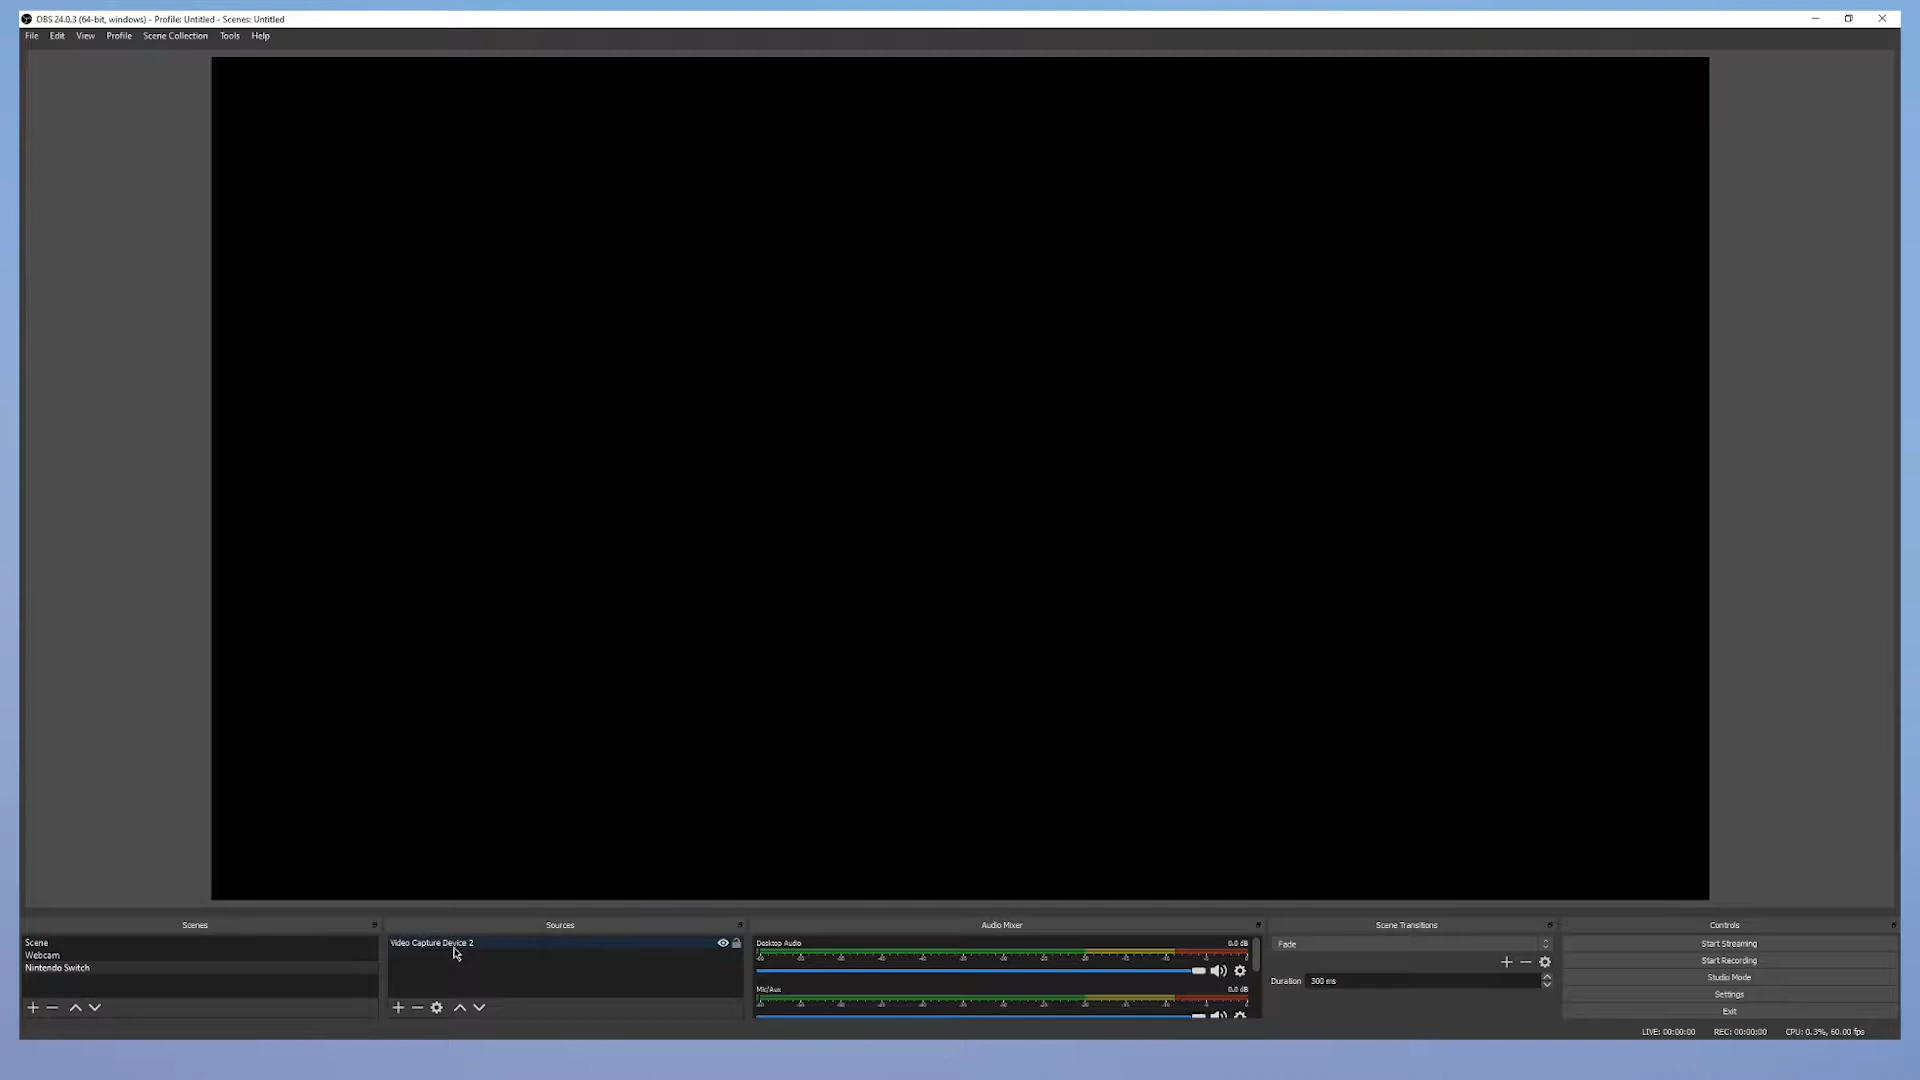 OBS 24.0.3 (64-bit, windows) - Profile: Untitled - Scenes: Untitled
File Edit View Profile Scene Collection Tools Help
Scenes
Sources
Audio Mixer
Scene Transitions
Controls
Scene
Webcam
Nintendo Switch
Video Capture Device 2
Desktop Audio 0.0 dB
Mic/Aux 0.0 dB
Fade
Duration 300 ms
Start Streaming
Start Recording
Studio Mode
Settings
Exit
LIVE: 00:00:00 REC: 00:00:00 CPU: 0.3%, 60.00 fps